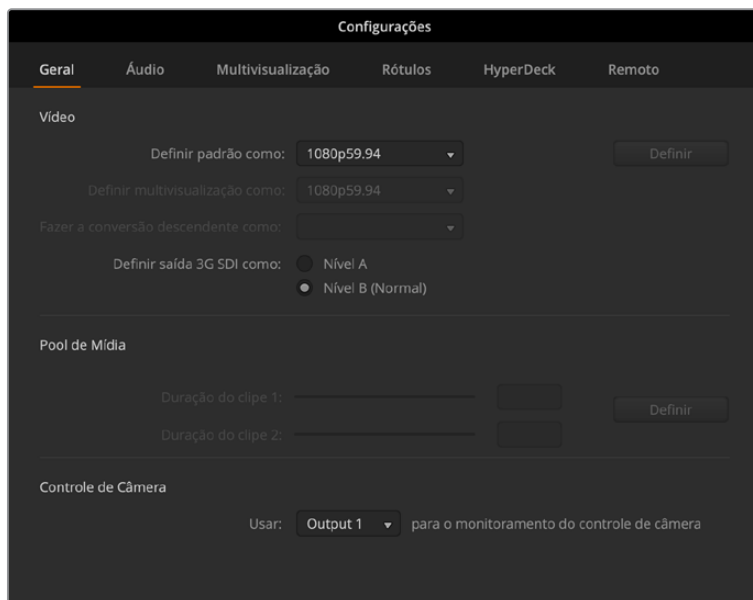 Configurações
Geral Áudio Multivisualização Rótulos HyperDeck Remoto
Vídeo
Definir padrão como: 1080p59.94 Definir
Definir multivisualização como: 1080p59.94
Fazer a conversão descendente como:
Definir saída 3G SDI como: Nível A
Nível B (Normal)
Pool de Mídia
Duração do clipe 1:
Definir
Duração do clipe 2:
Controle de Câmera
Usar: Output 1 para o monitoramento do controle de câmera